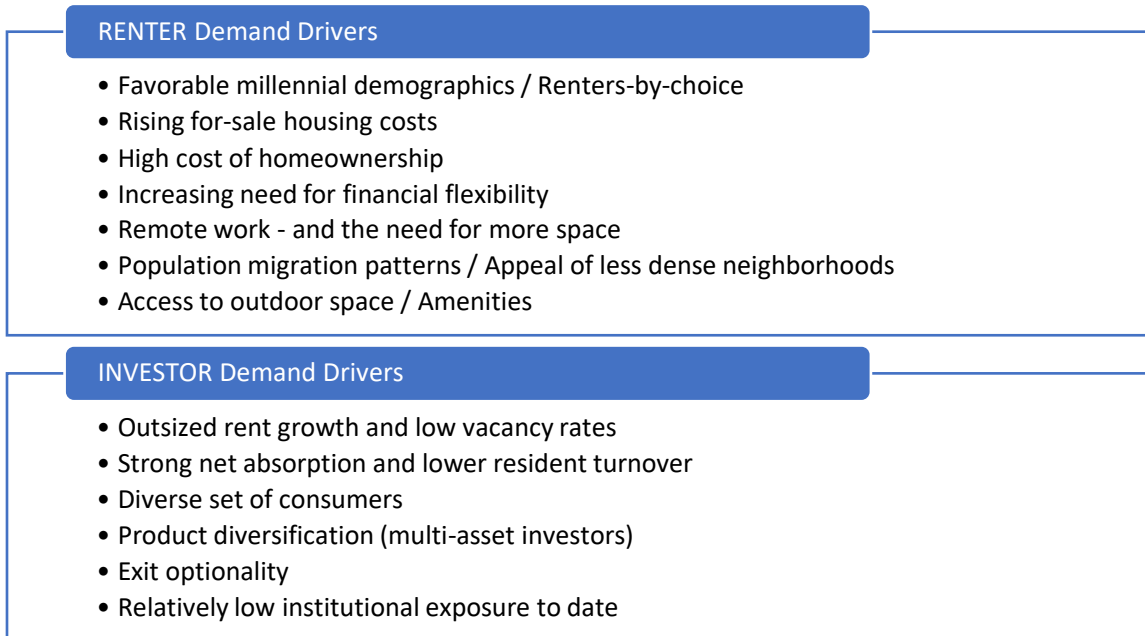 RENTER Demand Drivers
• Favorable millennial demographics / Renters-by-choice
• Rising for-sale housing costs
• High cost of homeownership
• Increasing need for financial flexibility
• Remote work - and the need for more space
• Population migration patterns / Appeal of less dense neighborhoods
• Access to outdoor space / Amenities
INVESTOR Demand Drivers
• Outsized rent growth and low vacancy rates
• Strong net absorption and lower resident turnover
• Diverse set of consumers
• Product diversification (multi-asset investors)
• Exit optionality
• Relatively low institutional exposure to date